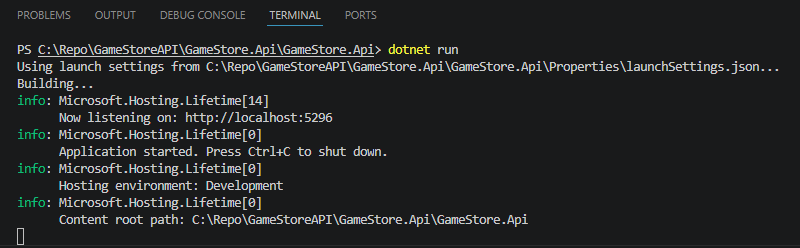 PROBLEMS OUTPUT DEBUG CONSOLE TERMINAL PORTS
PS C:\Repo\GameStoreAPI\GameStore.Api\GameStore.Api> dotnet run
Using launch settings from C:\Repo\GameStoreAPI\GameStore.Api\GameStore.Api\Properties\launchSettings.json...
Building...
info: Microsoft.Hosting.Lifetime[14]
Now listening on: http://localhost:5296
info: Microsoft.Hosting.Lifetime[0]
Application started. Press Ctrl+C to shut down.
info: Microsoft.Hosting.Lifetime[0]
Hosting environment: Development
info: Microsoft.Hosting.Lifetime[0]
Content root path: C:\Repo\GameStoreAPI\GameStore.Api\GameStore.Api